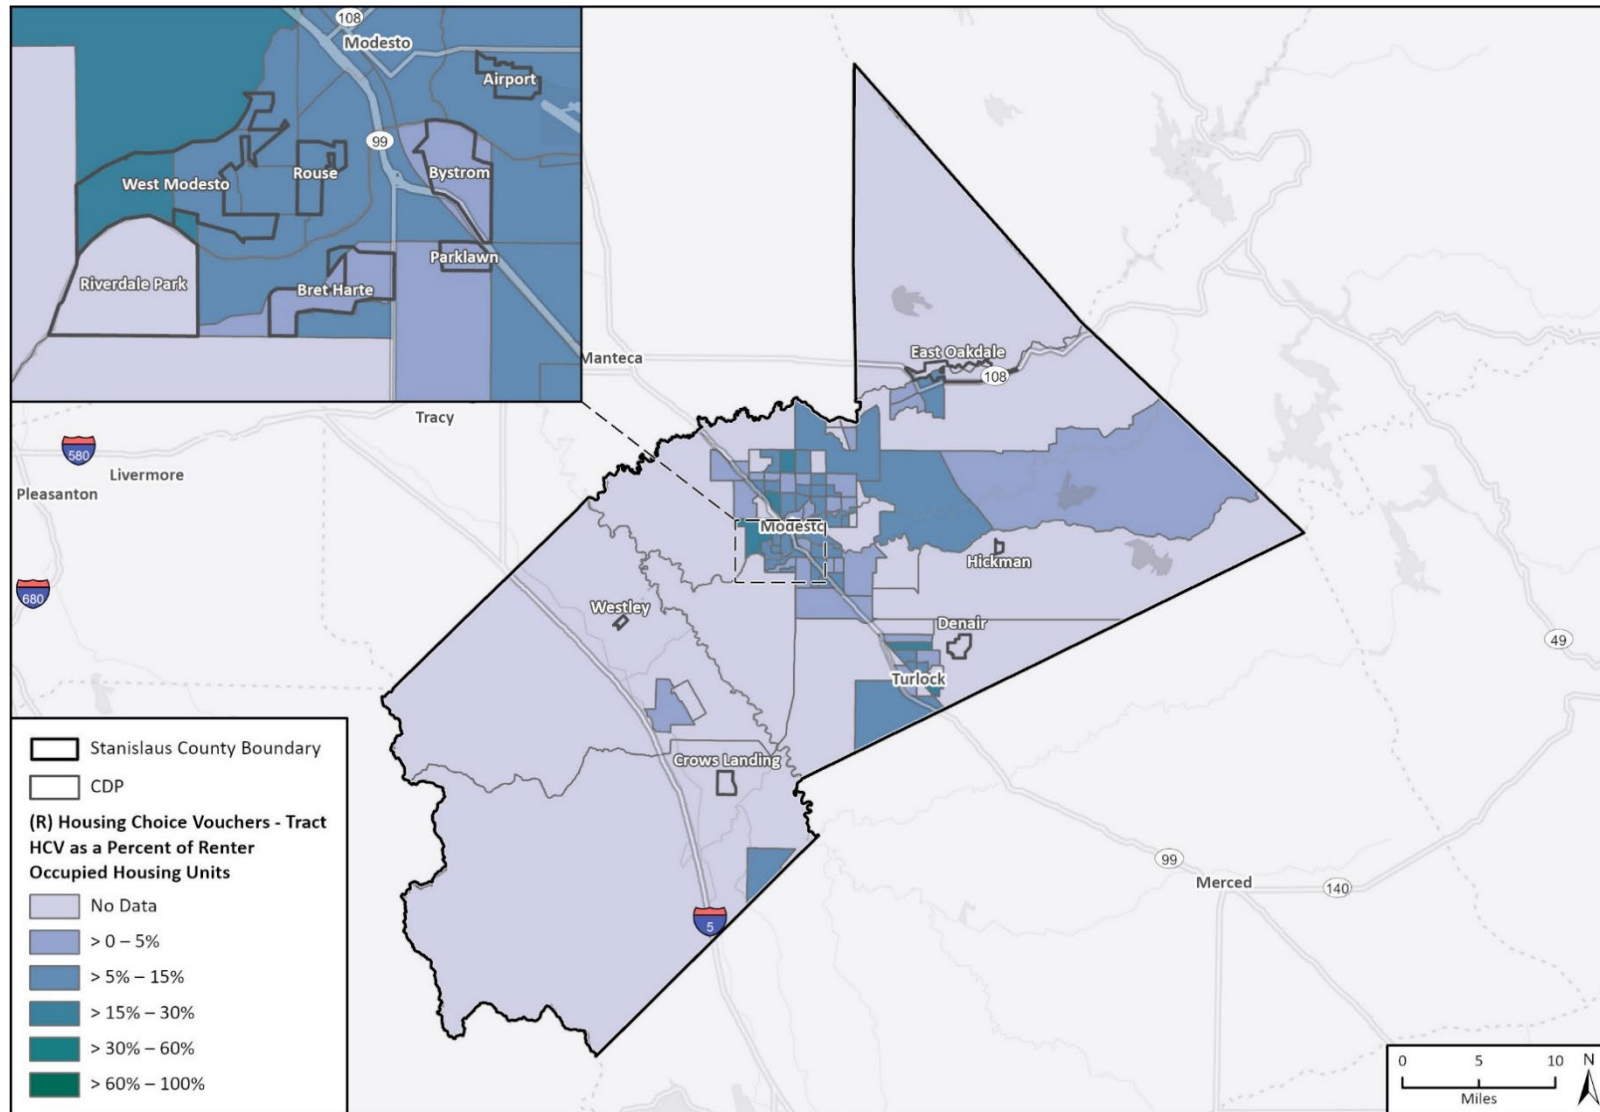 108
Modesto
Airport
99
Bystrom
Rouse
West Modesto
Parklawn
Riverdale Park
Bret Harte
Manteca
East Oakdale
108
Tracy
580
Livermore
Pleasanton
Modesto
Hickman
680
Westley
Denair
49
Turlock
Crows Landing
99
Merced
140
5
Stanislaus County Boundary
CDP
(R) Housing Choice Vouchers - Tract
HCV as a Percent of Renter
Occupied Housing Units
No Data
> 0 – 5%
> 5% – 15%
> 15% – 30%
> 30% – 60%
> 60% – 100%
0 5 10
Miles
N